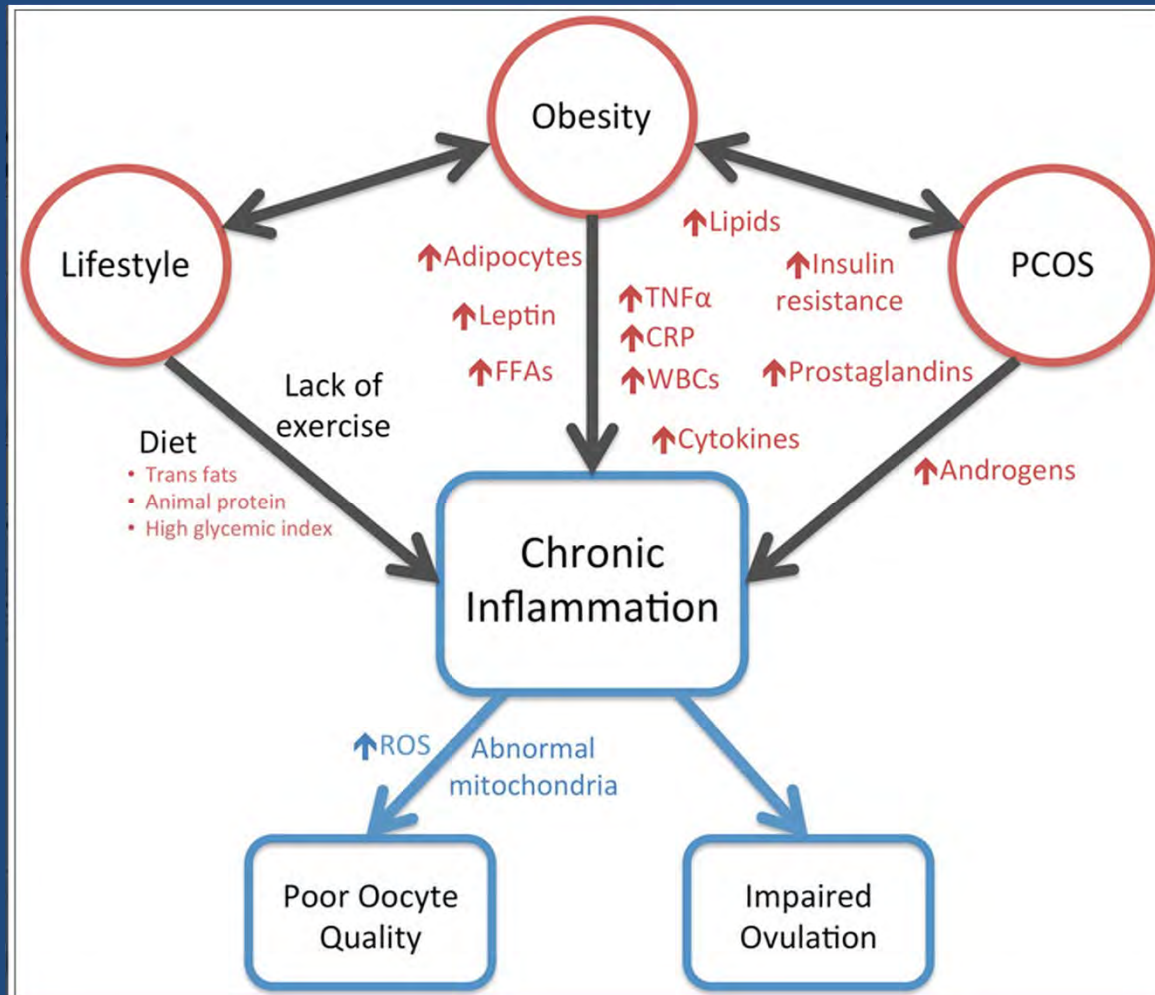 Obesity
Lifestyle
PCOS
↑Lipids
↑Adipocytes
↑Insulin
resistance
↑TNFα
↑Leptin
↑CRP
↑FFAs
↑WBCs
↑Prostaglandins
Lack of
exercise
↑Cytokines
Diet
• Trans fats
• Animal protein
• High glycemic index
↑Androgens
Chronic
Inflammation
↑ROS
Abnormal
mitochondria
Poor Oocyte
Quality
Impaired
Ovulation